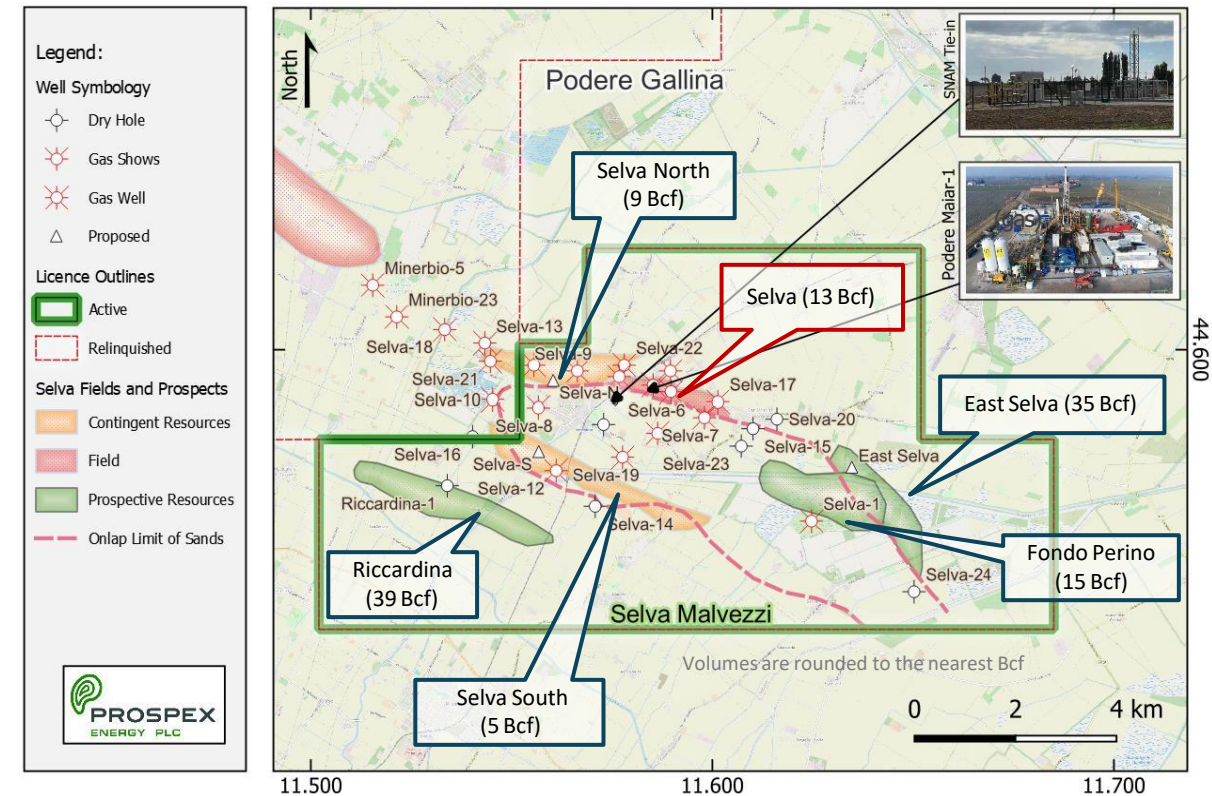 Legend:
Well Symbology
Dry Hole
Gas Shows
Gas Well
Proposed
Licence Outlines
Active
Relinquished
Selva Fields and Prospects
Contingent Resources
Field
Prospective Resources
Onlap Limit of Sands
PROSPEX
ENERGY PLC
North
Podere Gallina
SNAM Tie-in
Podere Maiar-1
(gas)
Selva North
(9 Bcf)
Minerbio-5
Minerbio-23
Selva (13 Bcf)
Selva-13
Selva-18
Selva-9
Selva-22
Selva-21
Selva-10
Selva-N
Selva-17
Selva-6
East Selva (35 Bcf)
Selva-8
Selva-7
Selva-20
Selva-15
Selva-16
Selva-S
Selva-19
Selva-23
East Selva
Selva-12
Riccardina-1
Selva-1
Selva-14
Riccardina
(39 Bcf)
Fondo Perino
(15 Bcf)
Selva-24
Selva Malvezzi
Volumes are rounded to the nearest Bcf
Selva South
(5 Bcf)
0 2 4 km
44.600
11.500 11.600 11.700